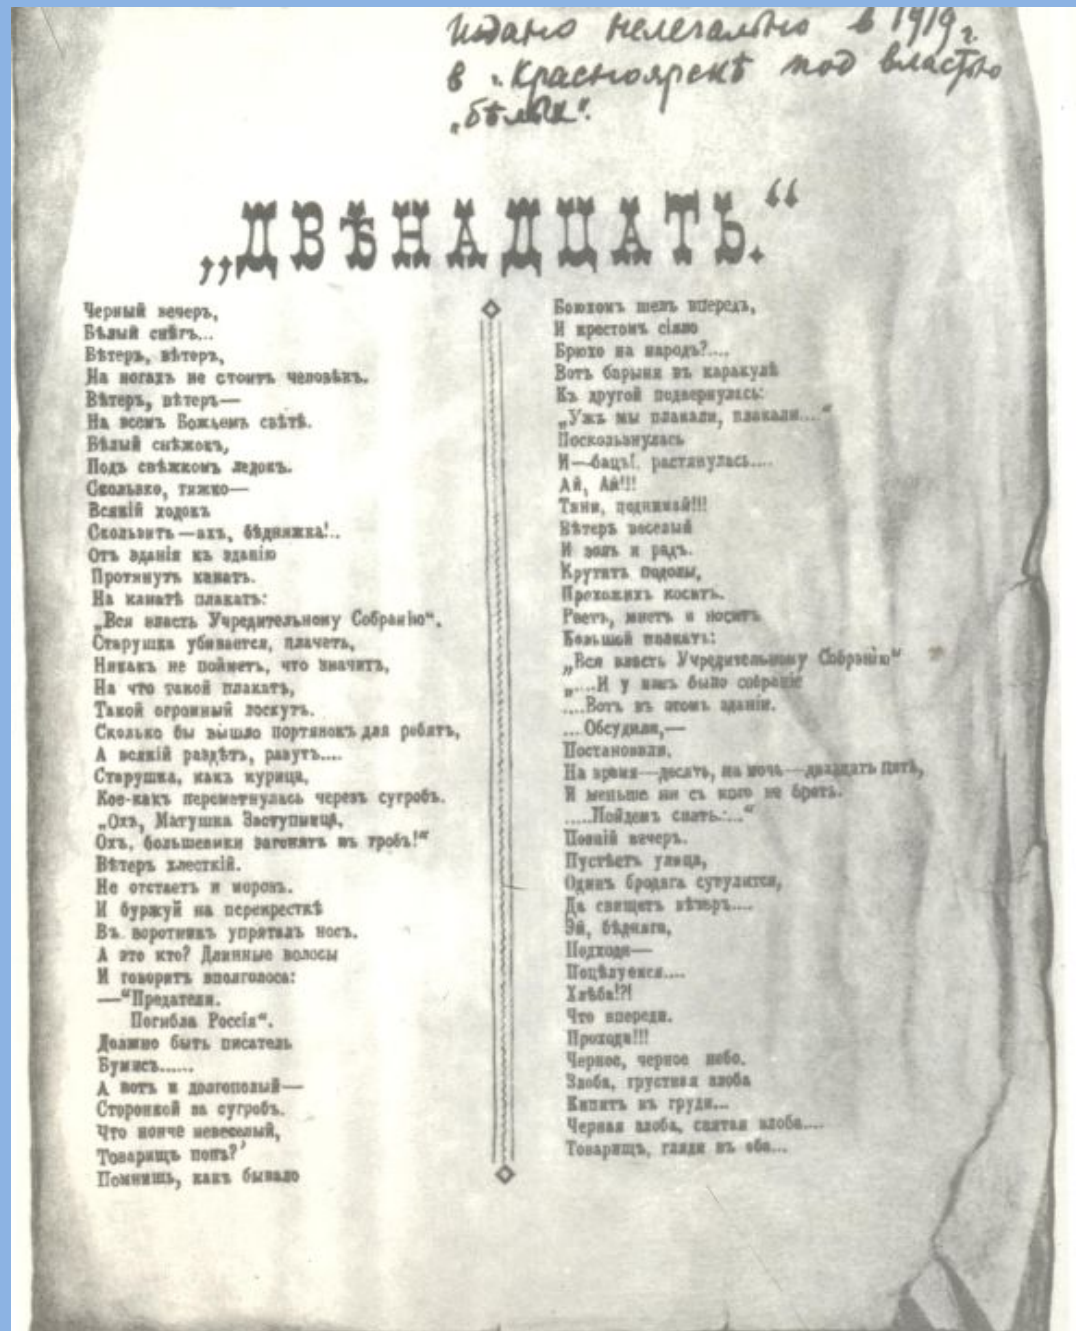 Издано нелегально в 1919 г.
в г. Красноярскѣ под властью
„бѣлых".
„ДВѢНАДЦАТЬ.“
Черный вечеръ,
Бѣлый снѣгъ...
Вѣтеръ, вѣтеръ,
На ногахъ не стоитъ человѣкъ.
Вѣтеръ, вѣтеръ—
На всемъ Божьемъ свѣтѣ.
Бѣлый снѣжокъ,
Подъ снѣжкомъ ледокъ.
Скользко, тяжко—
Всякій ходокъ
Скользитъ—ахъ, бѣдняжка!..
Отъ зданія къ зданію
Протянутъ канатъ.
На канатѣ плакатъ:
„Вся власть Учредительному Собранію“.
Старушка убивается, плачетъ,
Никакъ не пойметъ, что значитъ,
На что такой плакатъ,
Такой огромный лоскутъ.
Сколько бы вышло портянокъ для ребятъ,
А всякій раздѣтъ, разутъ....
Старушка, какъ курица,
Кое-какъ перемотнулась черезъ сугробъ.
„Охъ, Матушка Заступница,
Охъ, большевики загонятъ въ гробъ!“
Вѣтеръ хлесткій.
Не отстаетъ и морозъ.
И буржуй на перекресткѣ
Въ воротникъ упряталъ носъ.
А это кто? Длинные волосы
И говоритъ вполголоса:
—“Предатели.
Погибла Россія“.
Должно быть писатель
А вотъ и долгополый—
Сторонкой за сугробъ.
Что нонче невеселый,
Товарищъ попъ?
Помнишь, какъ бывало
Брюхомъ шелъ впередъ,
И крестомъ сіяло
Брюхо на народъ?....
Вотъ барыня въ каракулѣ
Къ другой подвернулась:
„Ужъ мы плакали, плакали....“
Поскользнулась
И—бацъ!. растянулась....
Ай, Ай!!!
Тяни, поднимай!!!
Вѣтеръ веселый
И золъ и радъ.
Крутитъ подолы,
Прохожихъ коситъ.
Рветъ, мнетъ и носитъ
Большой плакатъ:
„Вся власть Учредительному Собранію“
„....И у насъ было собраніе
....Вотъ въ этомъ зданіи.
...Обсудили,—
Постановили.
На время—десять, на ночь—двадцать пять,
И меньше ни съ кого не брать.
.....Пойдемъ спать....“
Поздній вечеръ.
Пустѣетъ улица,
Одинъ бродяга сутулится,
Да свищетъ вѣтеръ....
Эй, бѣдняга,
Подходи—
Поцѣлуемся....
Хлѣба!?!
Что впереди.
Проходи!!!
Черное, черное небо.
Злоба, грустная злоба
Кипитъ въ груди...
Черная злоба, святая злоба....
Товарищъ, гляди въ оба...